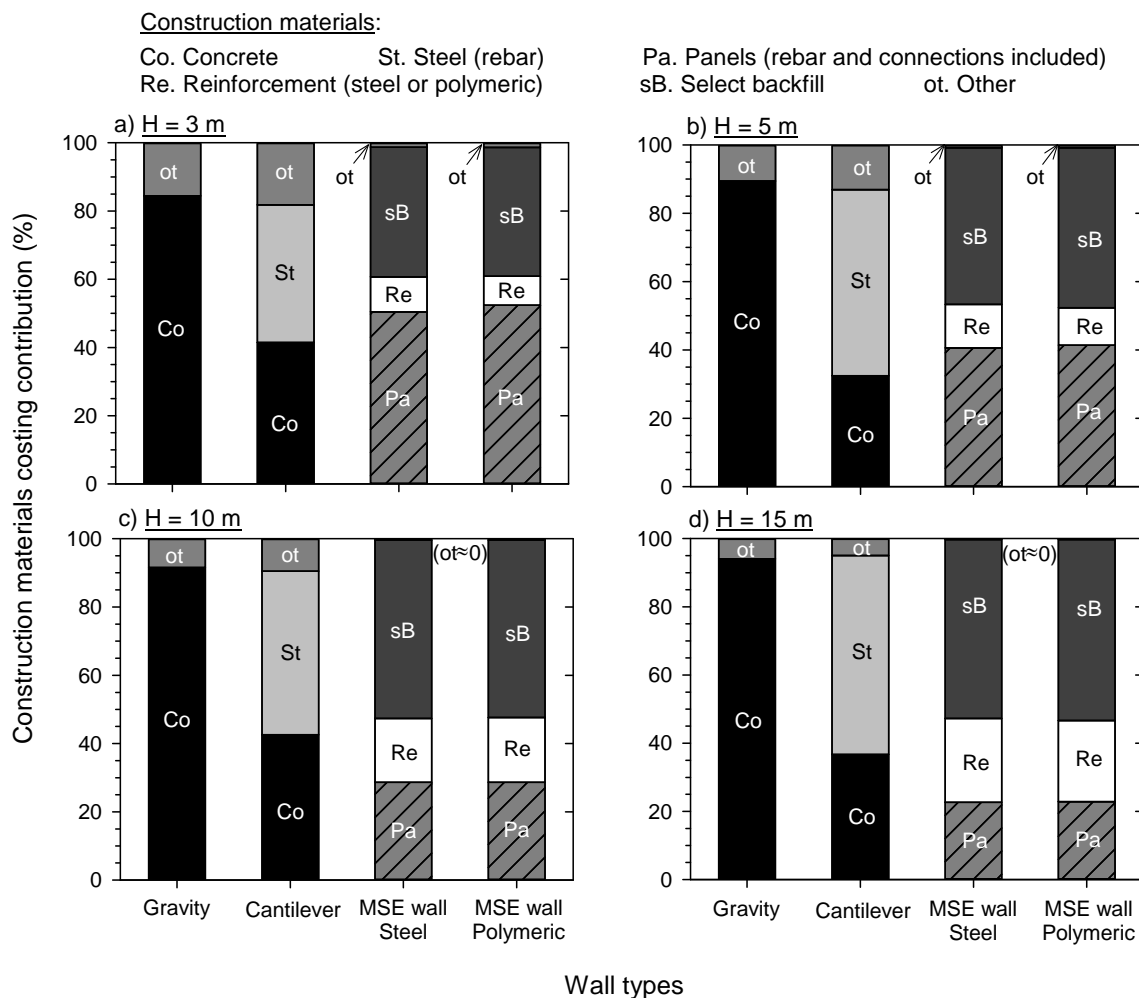 Construction materials:
Co. Concrete St. Steel (rebar) Pa. Panels (rebar and connections included)
Re. Reinforcement (steel or polymeric) sB. Select backfill ot. Other
Construction materials costing contribution (%)
a) H = 3 m
100
80
60
40
20
0
ot
Co
ot
St
Co
ot
sB
Re
Pa
ot
sB
Re
Pa
b) H = 5 m
100
80
60
40
20
0
ot
Co
ot
St
Co
ot
sB
Re
Pa
ot
sB
Re
Pa
c) H = 10 m
100
80
60
40
20
0
ot
Co
ot
St
Co
(ot≈0)
sB
Re
Pa
sB
Re
Pa
Gravity
Cantilever
MSE wall
Steel
MSE wall
Polymeric
d) H = 15 m
100
80
60
40
20
0
ot
Co
ot
St
Co
(ot≈0)
sB
Re
Pa
sB
Re
Pa
Gravity
Cantilever
MSE wall
Steel
MSE wall
Polymeric
Wall types